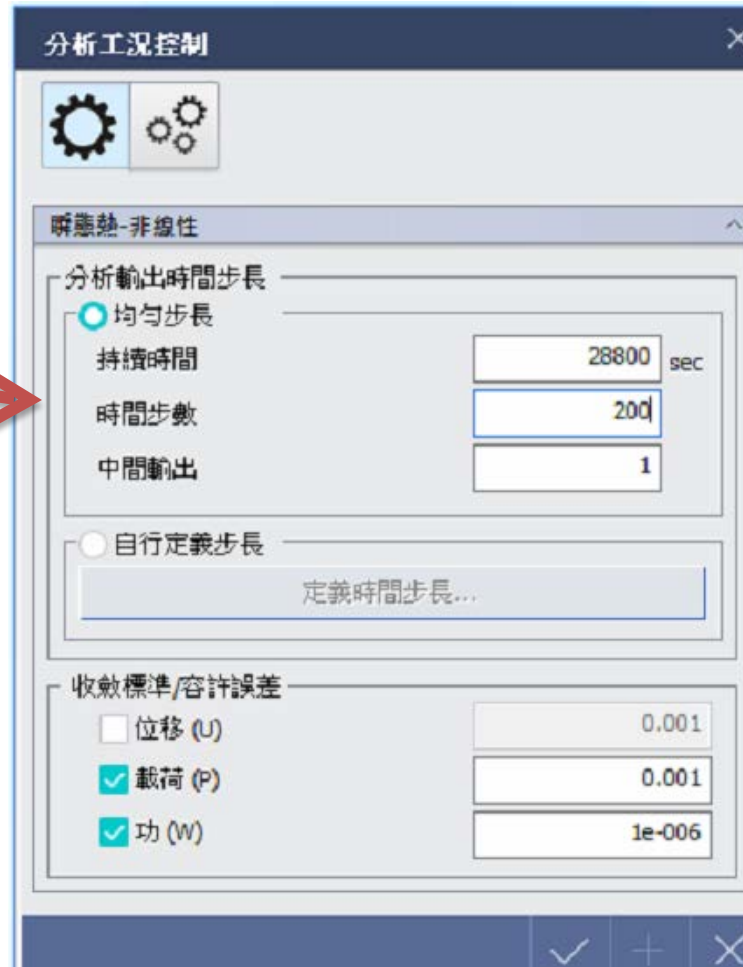 分析工況控制
瞬態熱-非線性
分析輸出時間步長
均勻步長
持續時間 28800 sec
時間步數 200
中間輸出 1
自行定義步長
定義時間步長...
收斂標準/容許誤差
位移 (U) 0.001
載荷 (P) 0.001
功 (W) 1e-006